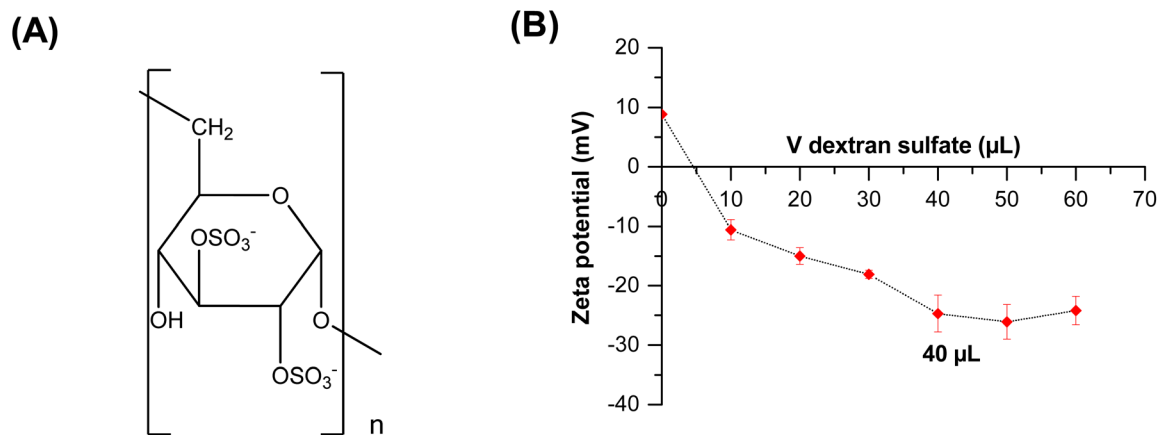 (A)
CH2
O
OSO3-
OH
O
OSO3-
n
(B)
20
10
0
-10
-20
-30
-40
Zeta potential (mV)
V dextran sulfate (µL)
0 10 20 30 40 50 60 70
40 µL